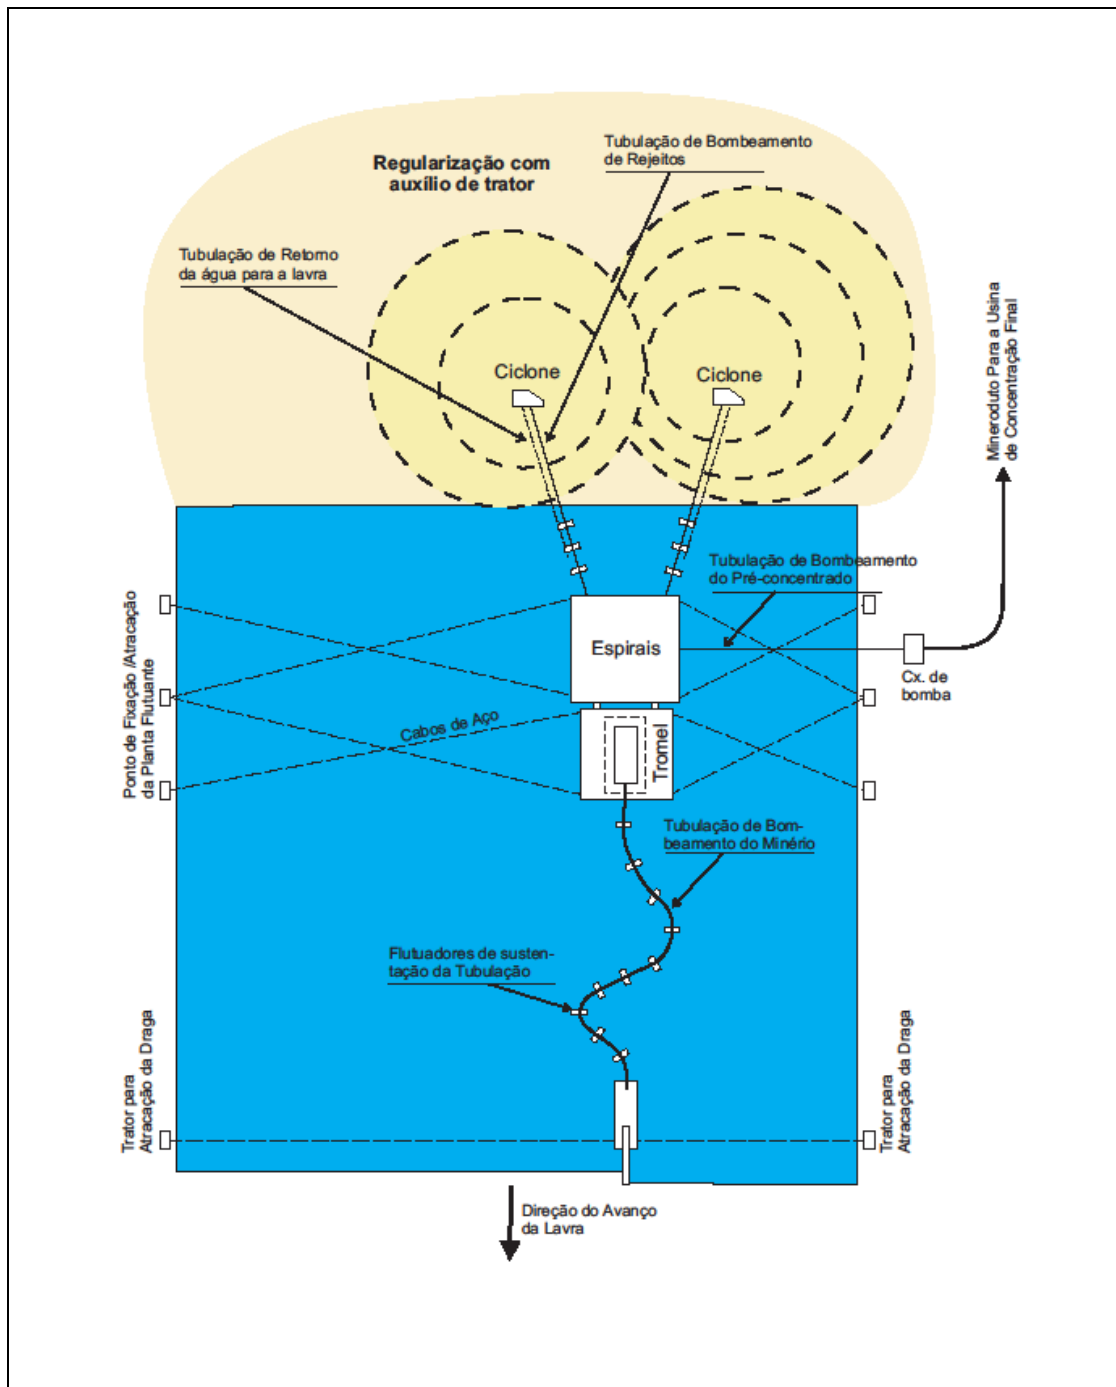 Tubulação de Bombeamento
de Rejeitos
Regularização com
auxílio de trator
Tubulação de Retorno
da água para a lavra
Ciclone
Ciclone
Mineroduto Para a Usina
de Concentração Final
Tubulação de Bombeamento
do Pré-concentrado
Espirais
Cx. de
bomba
Ponto de Fixação /Atracação
da Planta Flutuante
Cabos de Aço
Tromel
Tubulação de Bom-
beamento do Minério
Flutuadores de susten-
tação da Tubulação
Trator para
Atracação da Draga
Trator para
Atracação da Draga
Direção do Avanço
da Lavra